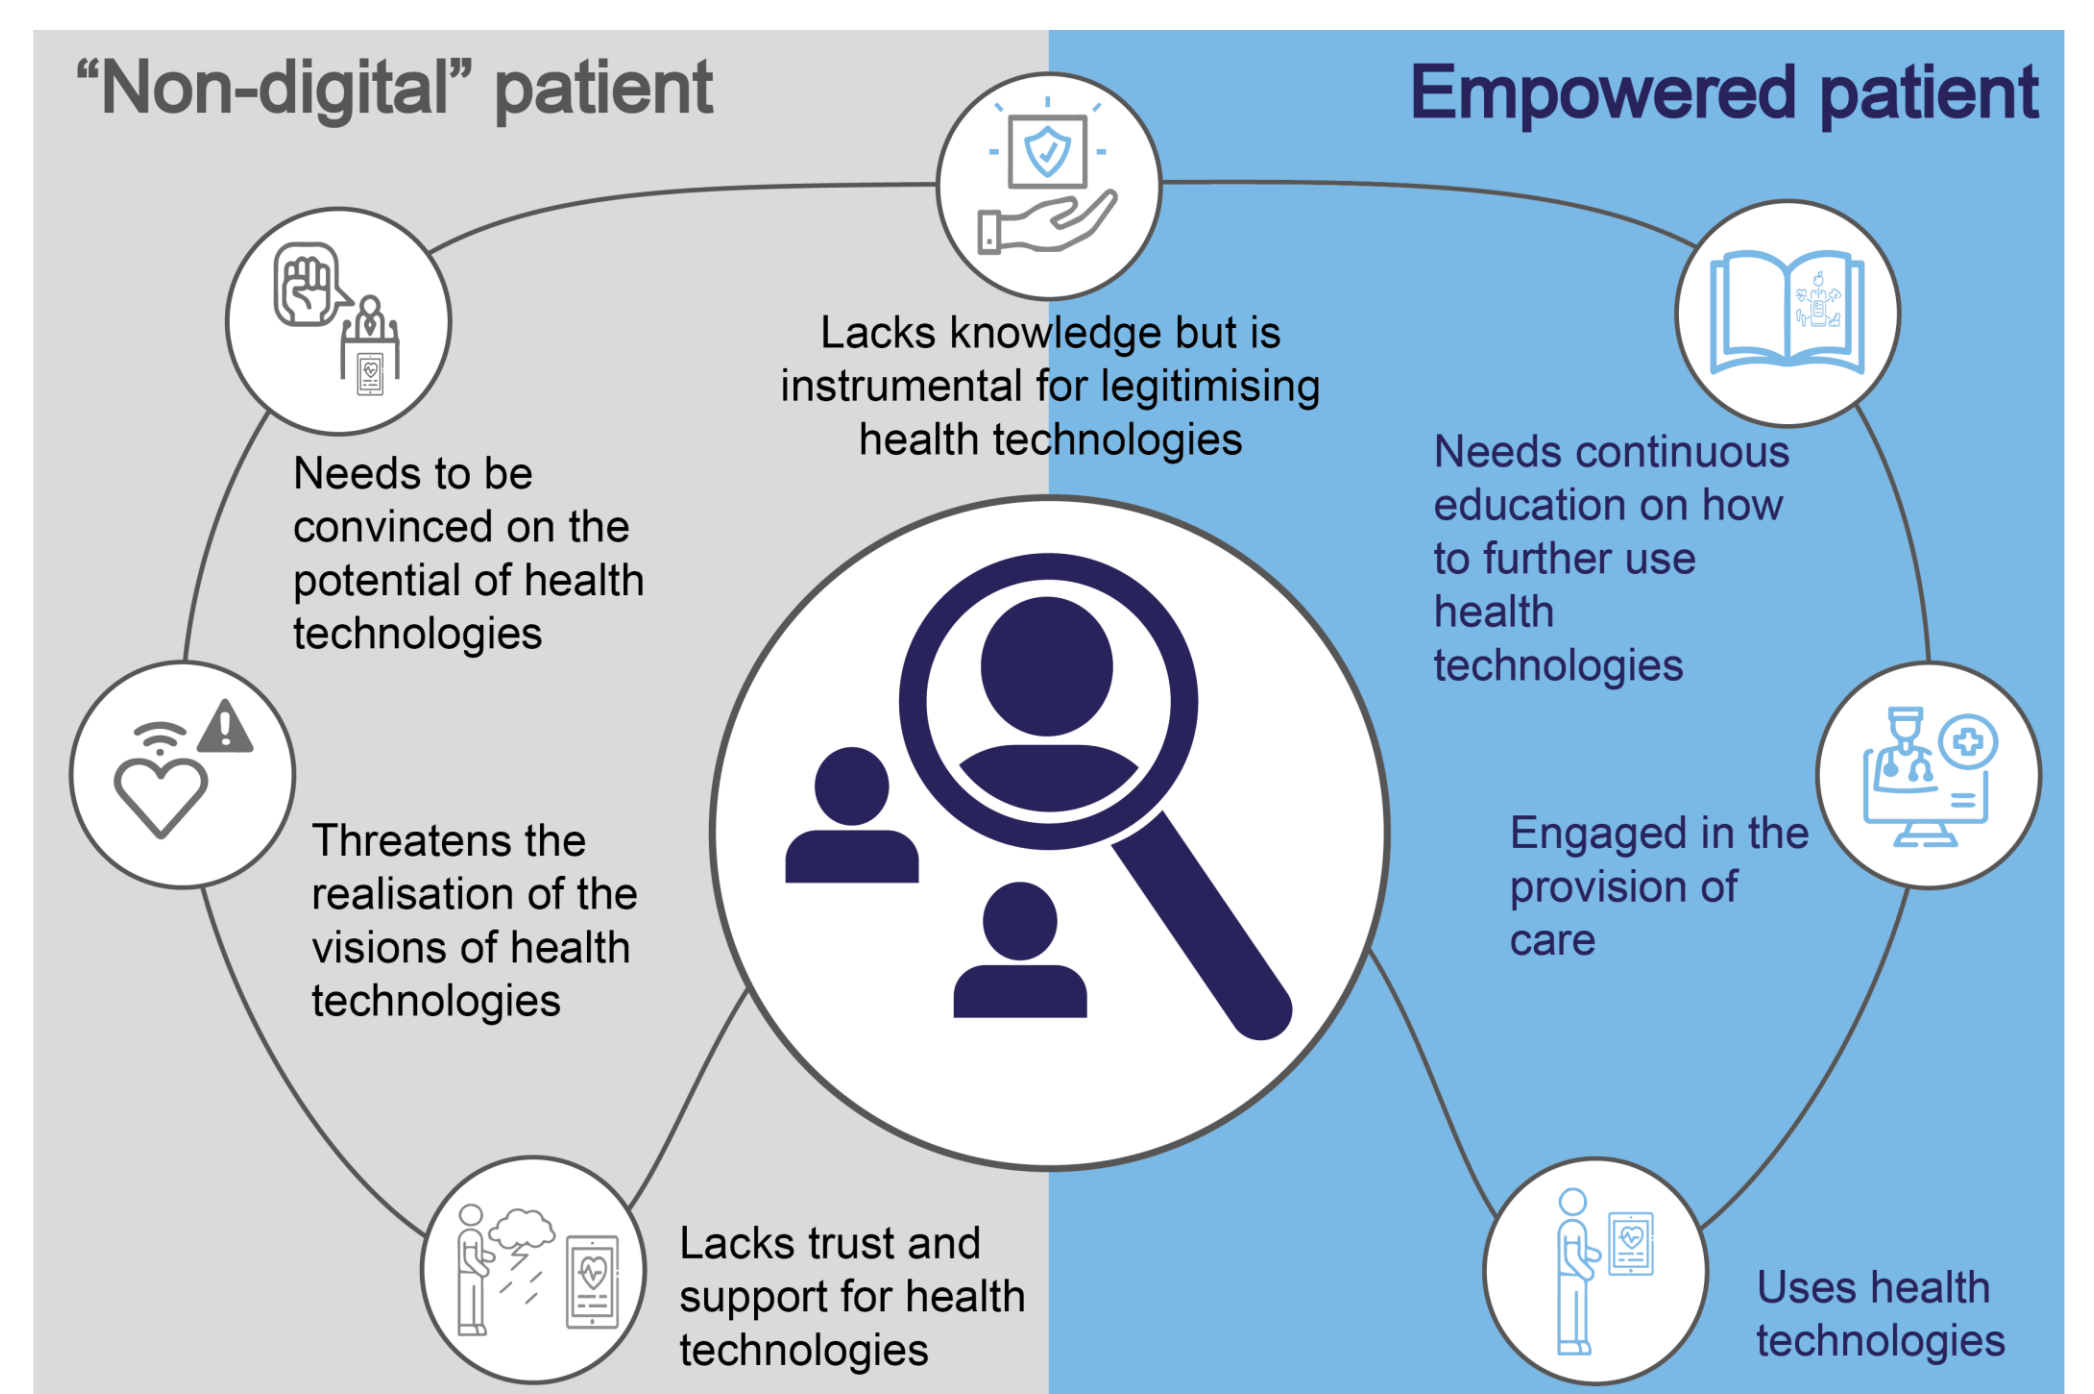 “Non-digital” patient
Empowered patient
Lacks knowledge but is
instrumental for legitimising
health technologies
Needs to be
convinced on the
potential of health
technologies
Needs continuous
education on how
to further use
health
technologies
Threatens the
realisation of the
visions of health
technologies
Engaged in the
provision of
care
Lacks trust and
support for health
technologies
Uses health
technologies